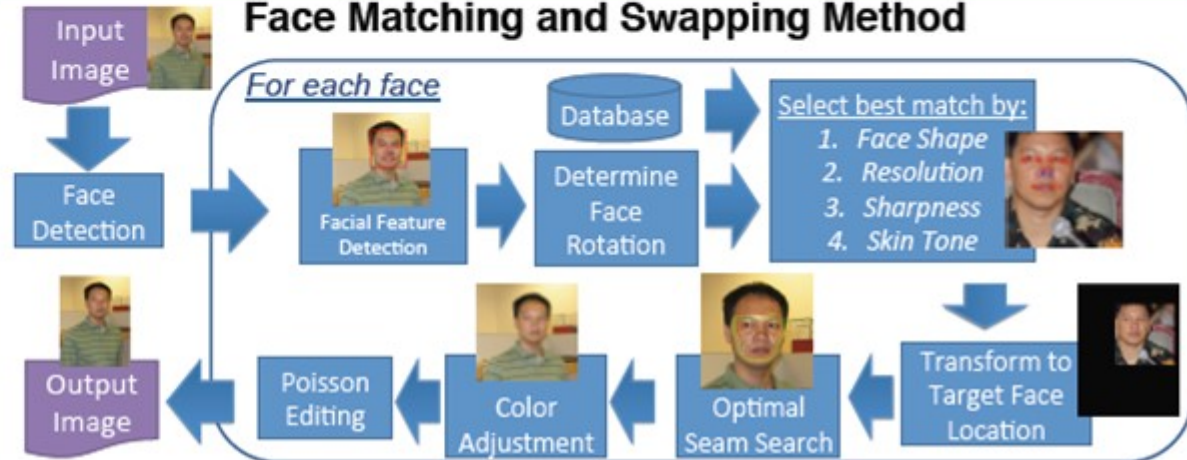 Face Matching and Swapping Method
Input
Image
For each face
Face
Detection
Facial Feature
Detection
Database
Determine
Face
Rotation
Select best match by:
1. Face Shape
2. Resolution
3. Sharpness
4. Skin Tone
Transform to
Target Face
Location
Optimal
Seam Search
Color
Adjustment
Poisson
Editing
Output
Image